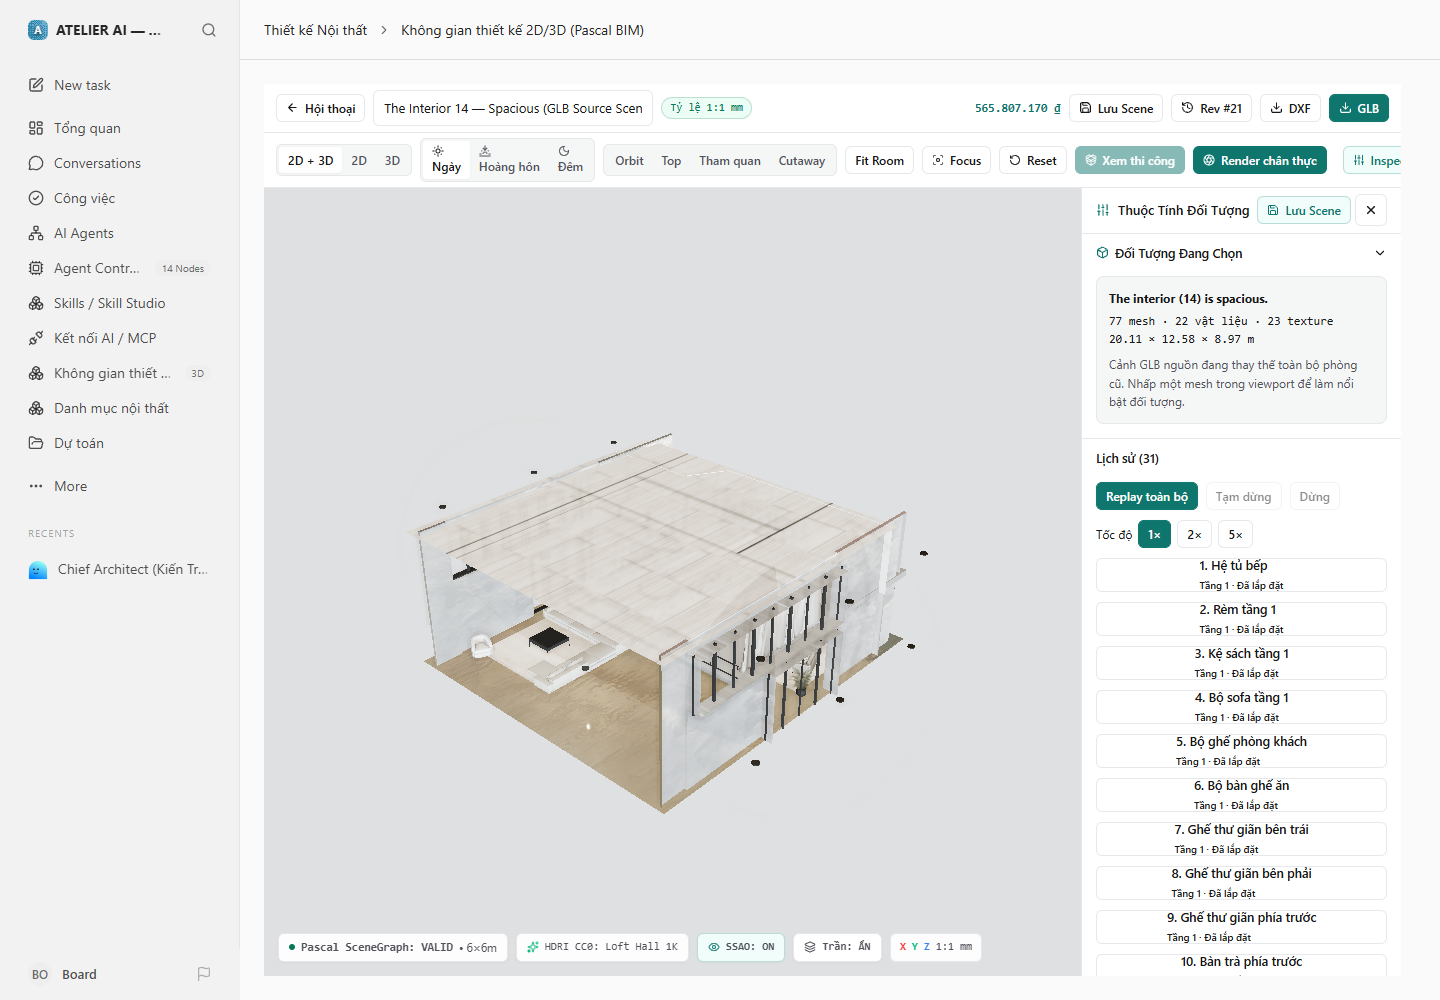 ATELIER AI — ...
New task
Tổng quan
Conversations
Công việc
AI Agents
Agent Contr... 14 Nodes
Skills / Skill Studio
Kết nối AI / MCP
Không gian thiết ... 3D
Danh mục nội thất
Dự toán
More
RECENTS
Chief Architect (Kiến Tr...
BO Board
Thiết kế Nội thất > Không gian thiết kế 2D/3D (Pascal BIM)
Hội thoại The Interior 14 — Spacious (GLB Source Scen Tỷ lệ 1:1 mm 565.807.170 ₫ Lưu Scene Rev #21 DXF GLB
2D + 3D 2D 3D Ngày Hoàng hôn Đêm Orbit Top Tham quan Cutaway Fit Room Focus Reset Xem thi công Render chân thực Inspe
Pascal SceneGraph: VALID • 6×6m HDRI CC0: Loft Hall 1K SSAO: ON Trần: ẨN X Y Z 1:1 mm
Thuộc Tính Đối Tượng Lưu Scene
Đối Tượng Đang Chọn
The interior (14) is spacious.
77 mesh · 22 vật liệu · 23 texture
20.11 × 12.58 × 8.97 m
Cảnh GLB nguồn đang thay thế toàn bộ phòng
cũ. Nhấp một mesh trong viewport để làm nổi
bật đối tượng.
Lịch sử (31)
Replay toàn bộ Tạm dừng Dừng
Tốc độ 1× 2× 5×
1. Hệ tủ bếp
Tầng 1 · Đã lắp đặt
2. Rèm tầng 1
Tầng 1 · Đã lắp đặt
3. Kệ sách tầng 1
Tầng 1 · Đã lắp đặt
4. Bộ sofa tầng 1
Tầng 1 · Đã lắp đặt
5. Bộ ghế phòng khách
Tầng 1 · Đã lắp đặt
6. Bộ bàn ghế ăn
Tầng 1 · Đã lắp đặt
7. Ghế thư giãn bên trái
Tầng 1 · Đã lắp đặt
8. Ghế thư giãn bên phải
Tầng 1 · Đã lắp đặt
9. Ghế thư giãn phía trước
Tầng 1 · Đã lắp đặt
10. Bàn trà phía trước